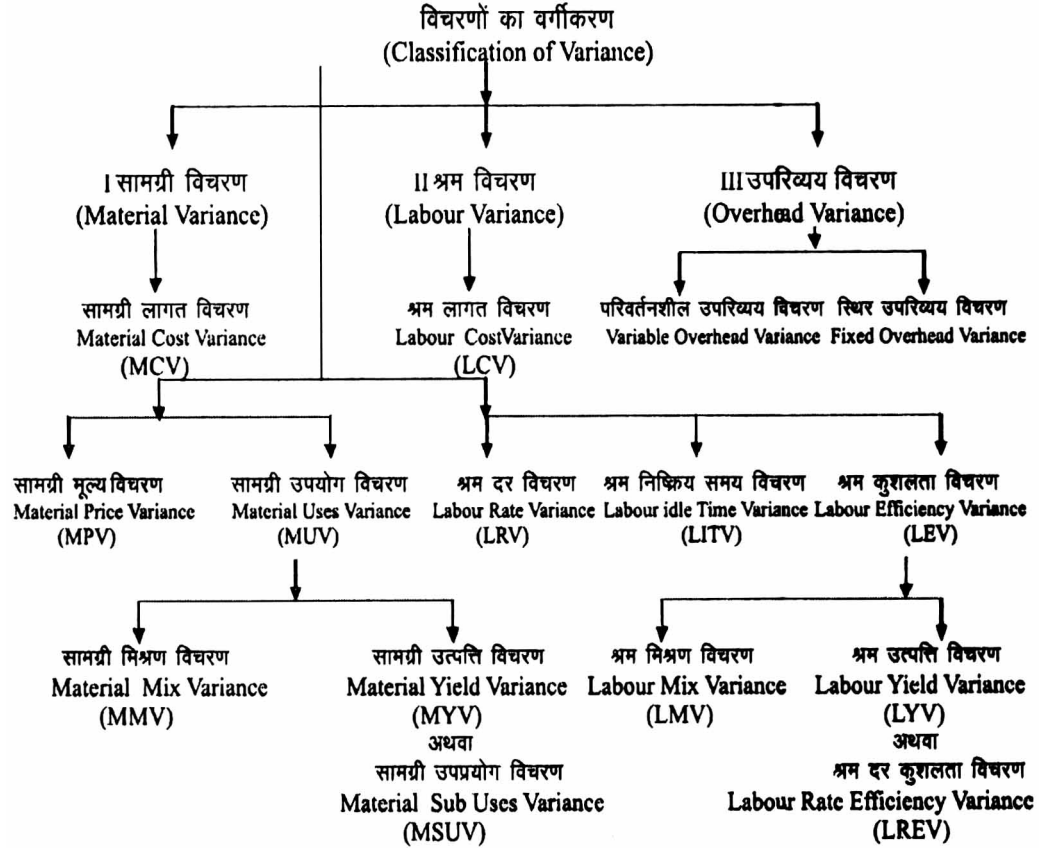 विचरणों का वर्गीकरण
(Classification of Variance)
I सामग्री विचरण
(Material Variance)
II श्रम विचरण
(Labour Variance)
III उपरिव्यय विचरण
(Overhead Variance)
सामग्री लागत विचरण
Material Cost Variance
(MCV)
श्रम लागत विचरण
Labour CostVariance
(LCV)
परिवर्तनशील उपरिव्यय विचरण
Variable Overhead Variance
स्थिर उपरिव्यय विचरण
Fixed Overhead Variance
सामग्री मूल्य विचरण
Material Price Variance
(MPV)
सामग्री उपयोग विचरण
Material Uses Variance
(MUV)
श्रम दर विचरण
Labour Rate Variance
(LRV)
श्रम निष्क्रिय समय विचरण
Labour idle Time Variance
(LITV)
श्रम कुशलता विचरण
Labour Efficiency Variance
(LEV)
सामग्री मिश्रण विचरण
Material Mix Variance
(MMV)
सामग्री उत्पत्ति विचरण
Material Yield Variance
(MYV)
अथवा
सामग्री उपप्रयोग विचरण
Material Sub Uses Variance
(MSUV)
श्रम मिश्रण विचरण
Labour Mix Variance
(LMV)
श्रम उत्पत्ति विचरण
Labour Yield Variance
(LYV)
अथवा
श्रम दर कुशलता विचरण
Labour Rate Efficiency Variance
(LREV)